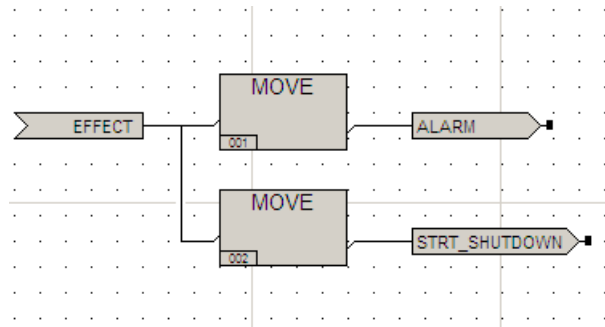 MOVE
EFFECT
ALARM
001
MOVE
STRT_SHUTDOWN
002